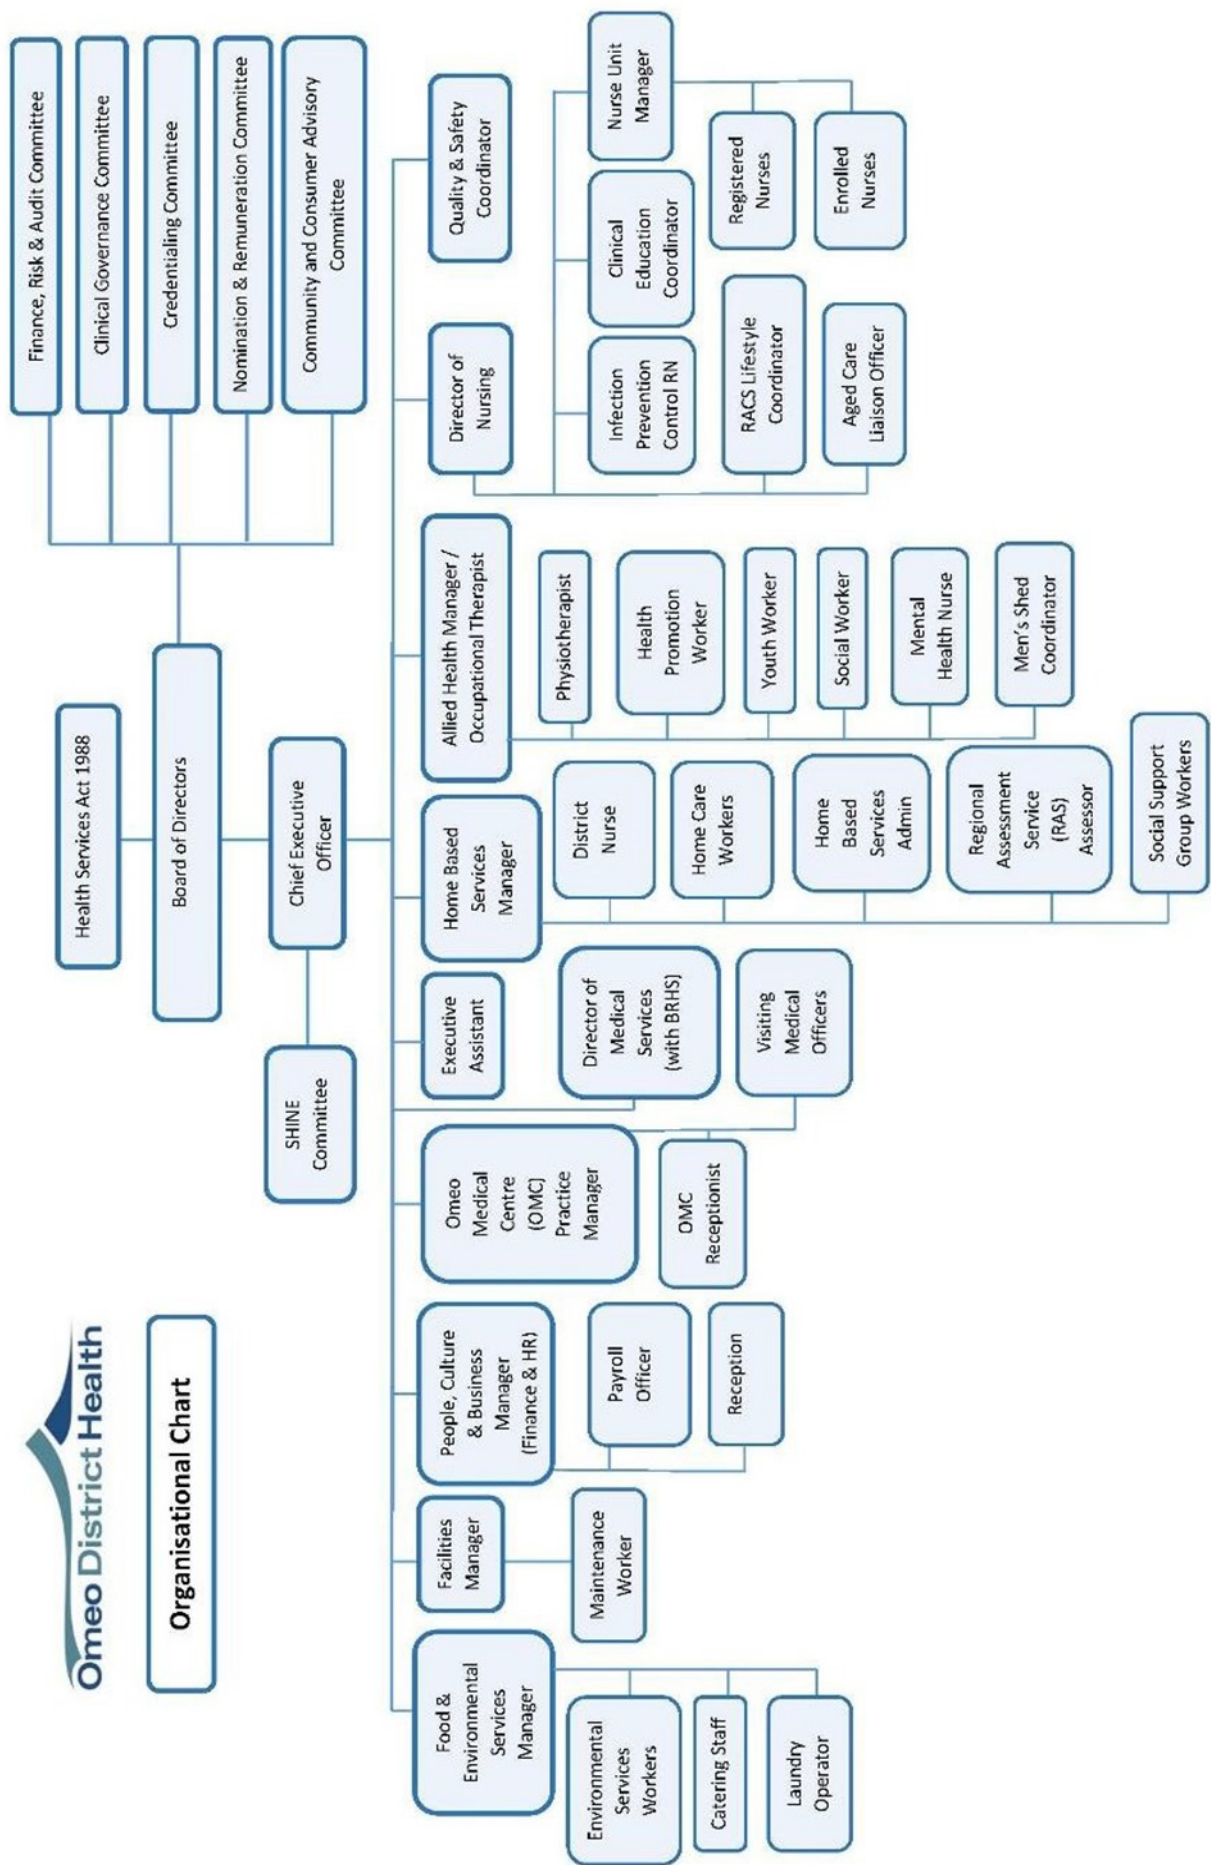 Omeo District Health
Organisational Chart
Health Services Act 1988
Board of Directors
Finance, Risk & Audit Committee
Clinical Governance Committee
Credentialing Committee
Nomination & Remuneration Committee
Community and Consumer Advisory
Committee
SHINE
Committee
Chief Executive
Officer
Food &
Environmental
Services
Manager
Facilities
Manager
People, Culture
& Business
Manager
(Finance & HR)
Omeo
Medical
Centre
(OMC)
Practice
Manager
Executive
Assistant
Home Based
Services
Manager
Allied Health Manager /
Occupational Therapist
Director of
Nursing
Quality & Safety
Coordinator
Environmental
Services
Workers
Catering Staff
Laundry
Operator
Maintenance
Worker
Payroll
Officer
Reception
OMC
Receptionist
Director of
Medical
Services
(with BRHS)
Visiting
Medical
Officers
District
Nurse
Home Care
Workers
Home
Based
Services
Admin
Regional
Assessment
Service
(RAS)
Assessor
Social Support
Group Workers
Physiotherapist
Health
Promotion
Worker
Youth Worker
Social Worker
Mental
Health Nurse
Men's Shed
Coordinator
Infection
Prevention
Control RN
Clinical
Education
Coordinator
Nurse Unit
Manager
RACS Lifestyle
Coordinator
Aged Care
Liaison Officer
Registered
Nurses
Enrolled
Nurses